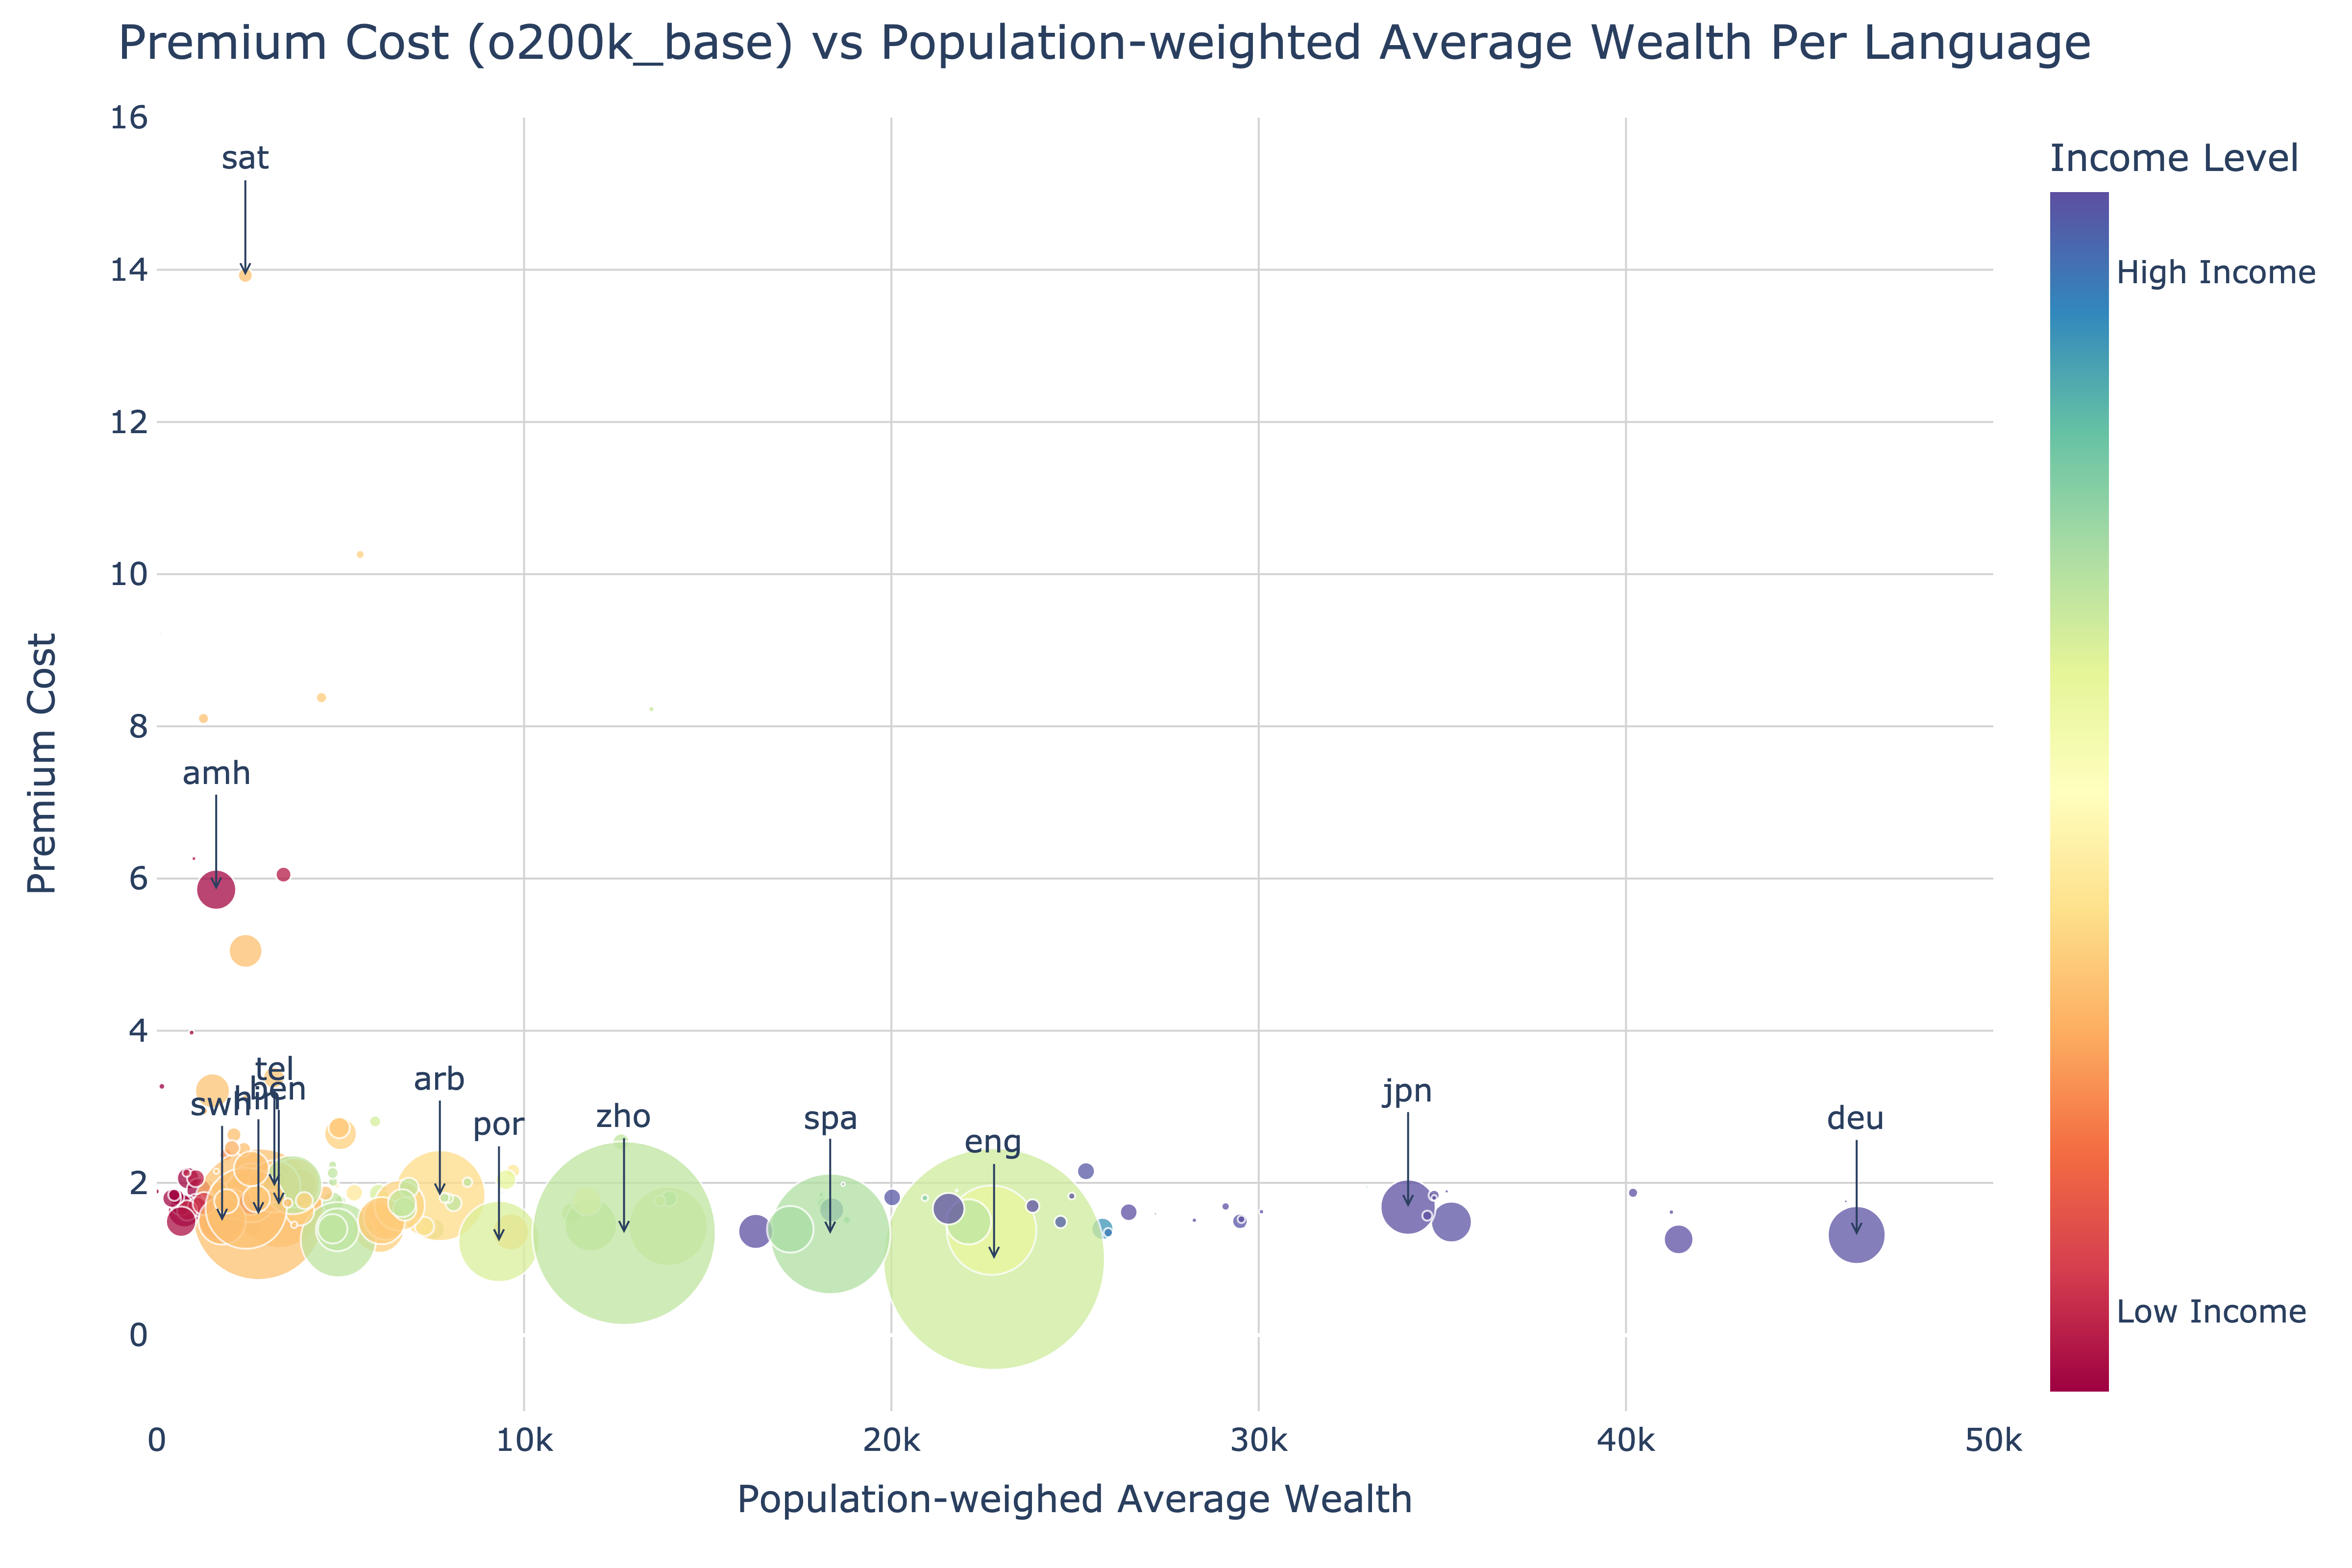 Premium Cost (o200k_base) vs Population-weighted Average Wealth Per Language
16
14
12
10
8
6
4
2
0
Premium Cost
sat
amh
tel
ben
hin
swh
arb
por
zho
spa
eng
jpn
deu
0
10k
20k
30k
40k
50k
Population-weighed Average Wealth
Income Level
High Income
Low Income